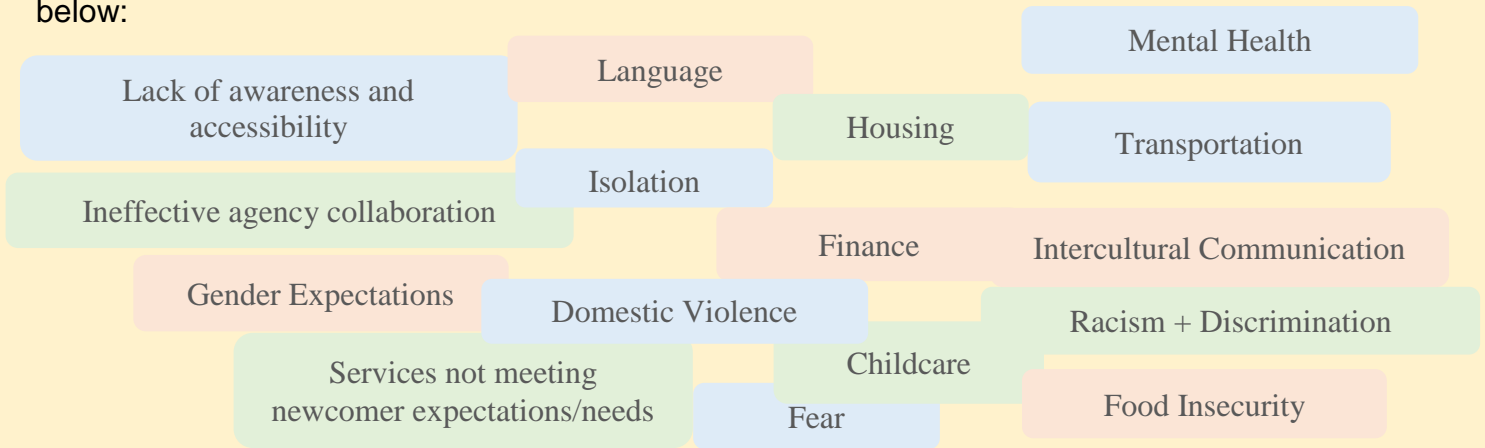 below:
Mental Health
Language
Lack of awareness and
accessibility
Housing
Transportation
Isolation
Ineffective agency collaboration
Finance
Intercultural Communication
Gender Expectations
Domestic Violence
Racism + Discrimination
Childcare
Services not meeting
newcomer expectations/needs
Fear
Food Insecurity